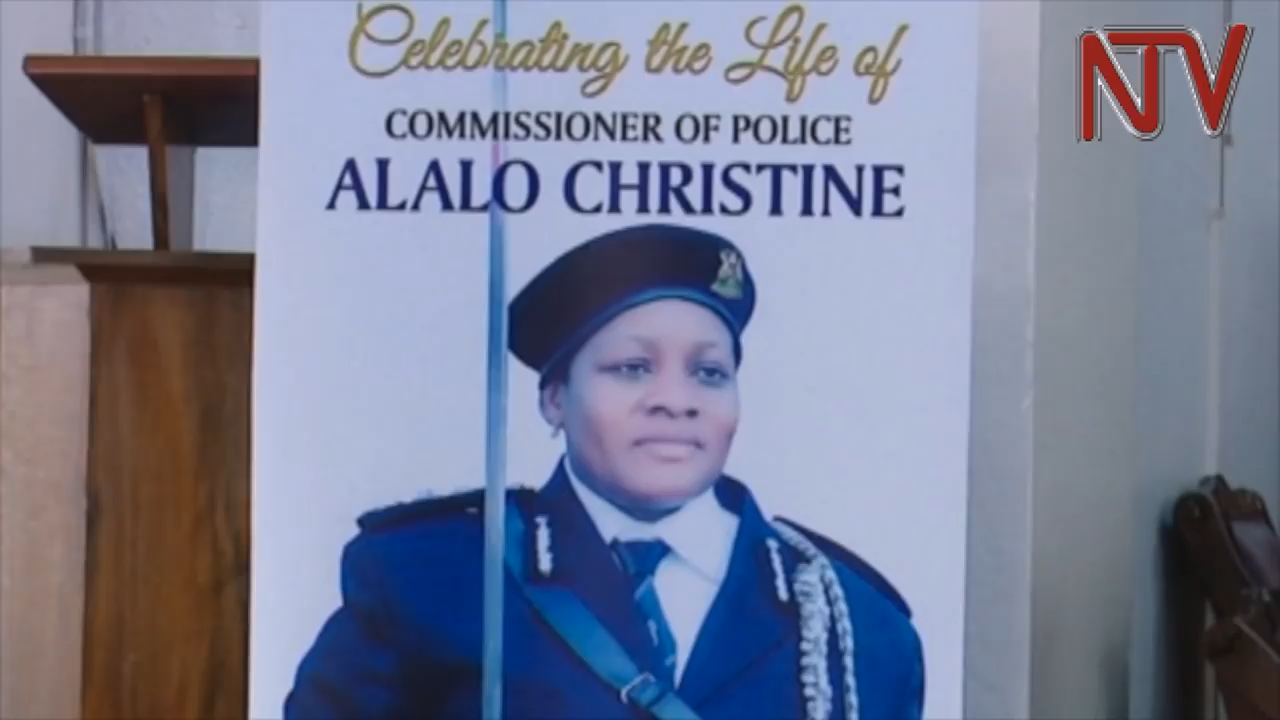 NTV
Celebrating the Life of
COMMISSIONER OF POLICE
ALALO CHRISTINE